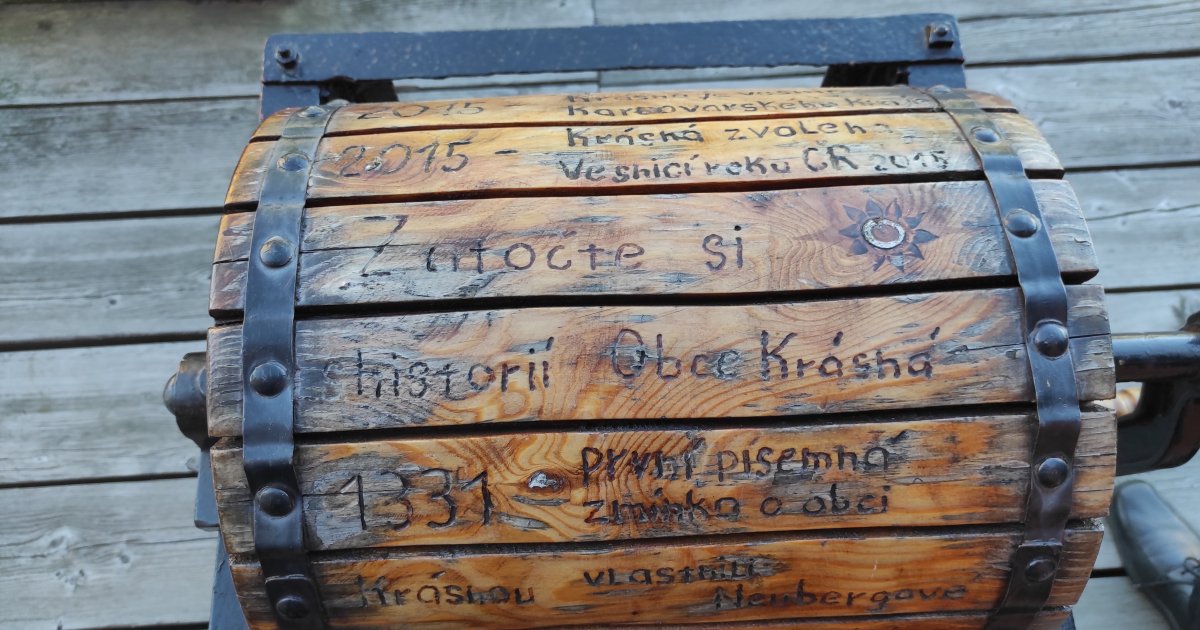 2015 -
Karlovarského kraje
2015 - Krásná zvolena
Vesnicí roku ČR 2015
Zatočte si
s historií Obce Krásná
1331 - první písemná
zmínka o obci
Krásnou vlastnili
Neubergové